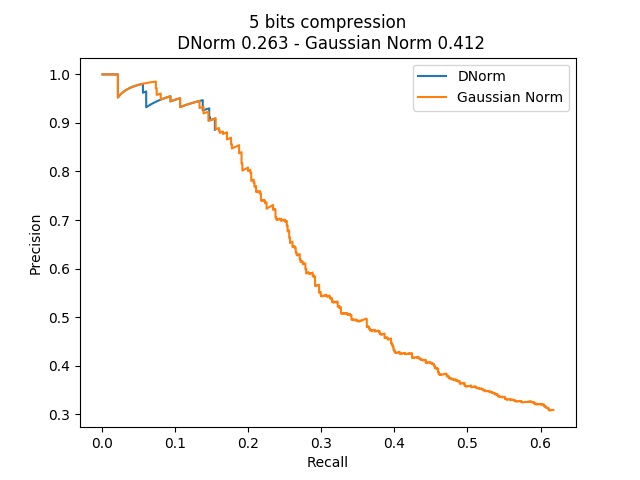 5 bits compression
DNorm 0.263 - Gaussian Norm 0.412
DNorm
Gaussian Norm
Precision
1.0
0.9
0.8
0.7
0.6
0.5
0.4
0.3
0.0 0.1 0.2 0.3 0.4 0.5 0.6
Recall